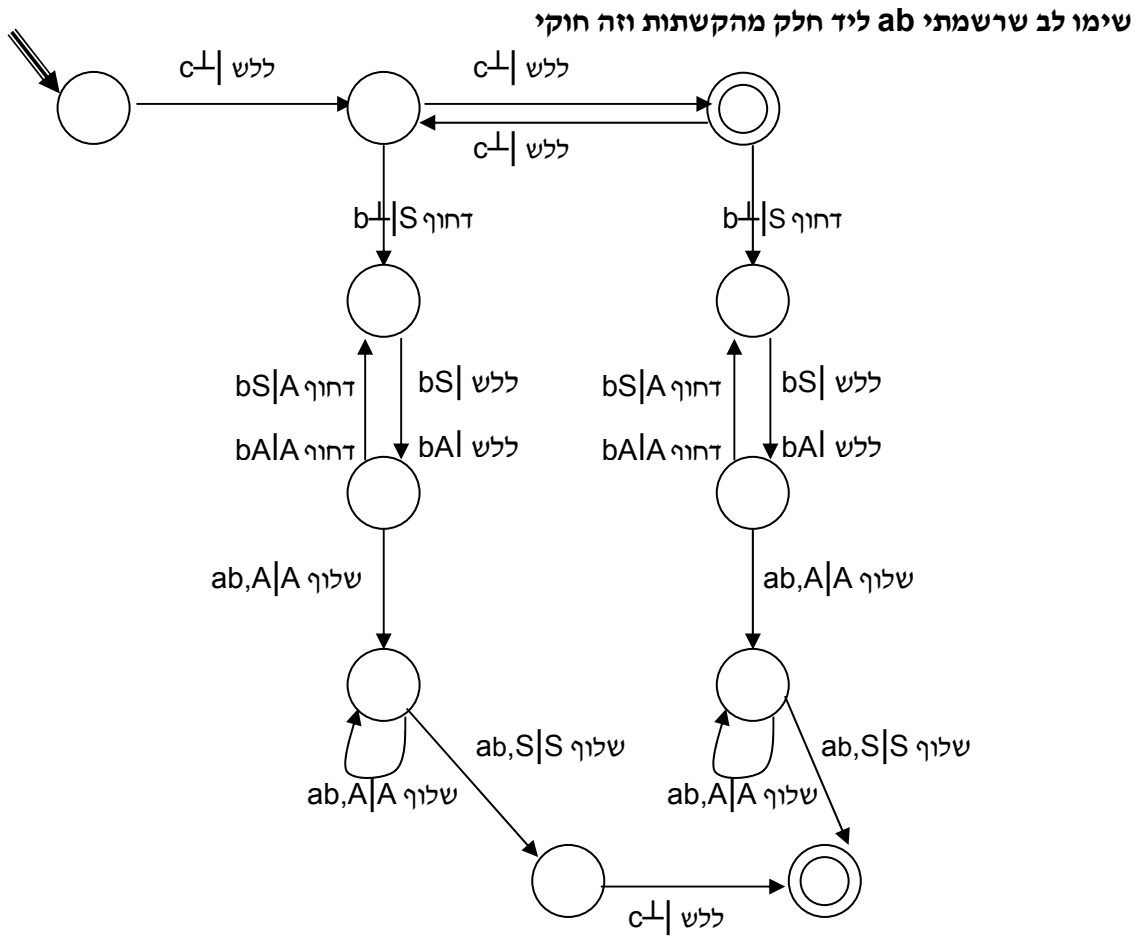 שימו לב שרשמתי ab ליד חלק מהקשתות וזה חוקי
c┴| ללש
c┴| ללש
c┴| ללש
b┴|S דחוף
b┴|S דחוף
bS|A דחוף
bS| ללש
bS|A דחוף
bS| ללש
bA|A דחוף
bA| ללש
bA|A דחוף
bA| ללש
ab,A|A שלוף
ab,A|A שלוף
ab,S|S שלוף
ab,S|S שלוף
ab,A|A שלוף
ab,A|A שלוף
c┴| ללש